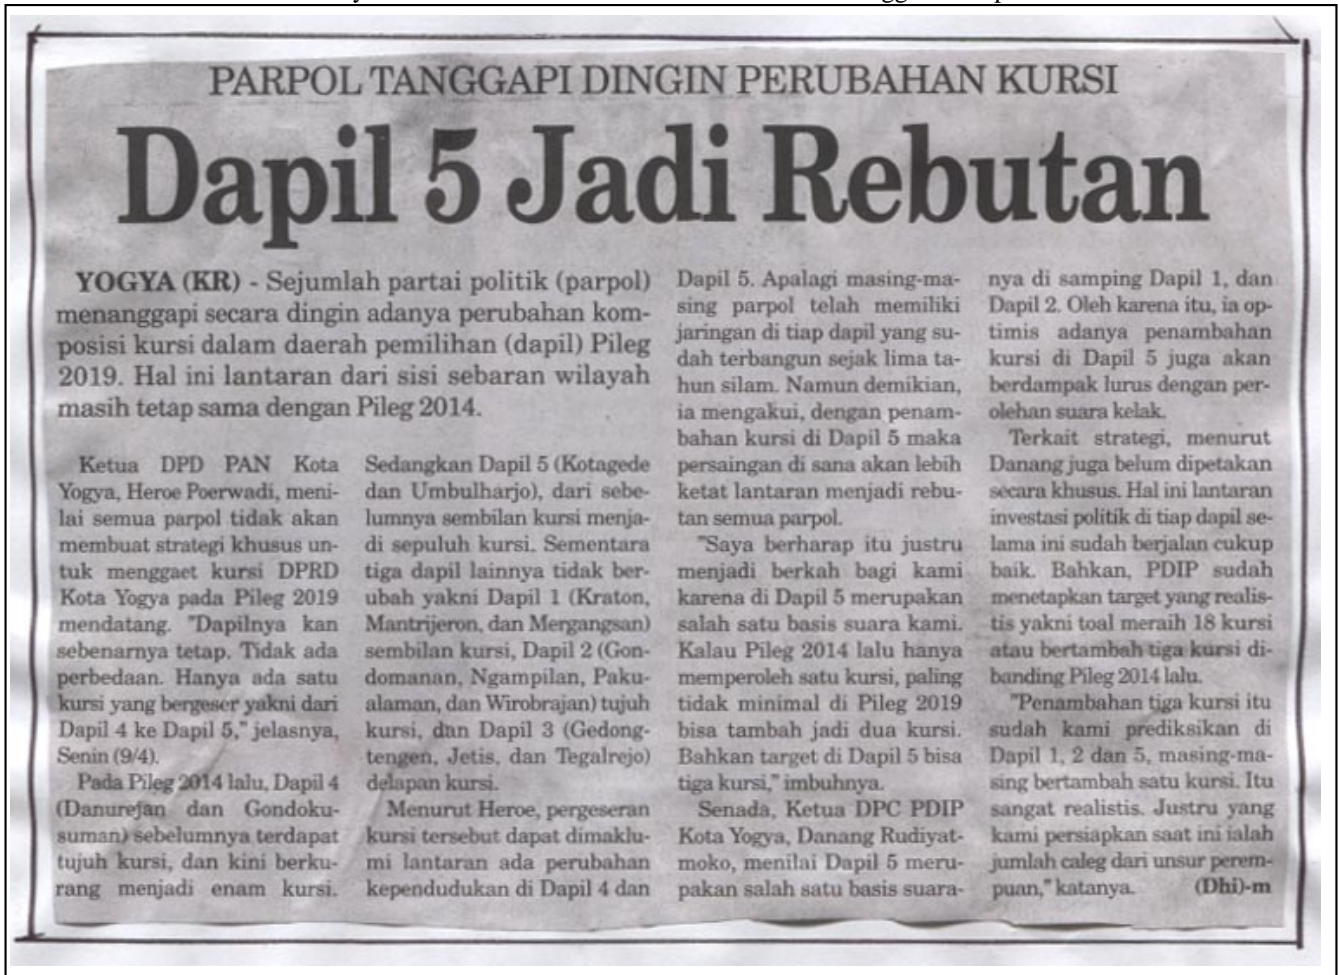 PARPOL TANGGAPI DINGIN PERUBAHAN KURSI
Dapil 5 Jadi Rebutan
YOGYA (KR) - Sejumlah partai politik (parpol)
menanggapi secara dingin adanya perubahan kom-
posisi kursi dalam daerah pemilihan (dapil) Pileg
2019. Hal ini lantaran dari sisi sebaran wilayah
masih tetap sama dengan Pileg 2014.
Ketua DPD PAN Kota
Yogya, Heroe Poerwadi, meni-
lai semua parpol tidak akan
membuat strategi khusus un-
tuk menggaet kursi DPRD
Kota Yogya pada Pileg 2019
mendatang. "Dapilnya kan
sebenarnya tetap. Tidak ada
perbedaan. Hanya ada satu
kursi yang bergeser yakni dari
Dapil 4 ke Dapil 5," jelasnya,
Senin (9/4).
Pada Pileg 2014 lalu, Dapil 4
(Danurejan dan Gondoku-
suman) sebelumnya terdapat
tujuh kursi, dan kini berku-
rang menjadi enam kursi.
Sedangkan Dapil 5 (Kotagede
dan Umbulharjo), dari sebe-
lumnya sembilan kursi menja-
di sepuluh kursi. Sementara
tiga dapil lainnya tidak ber-
ubah yakni Dapil 1 (Kraton,
Mantrijeron, dan Mergangsan)
sembilan kursi, Dapil 2 (Gon-
domanan, Ngampilan, Paku-
alaman, dan Wirobrajan) tujuh
kursi, dan Dapil 3 (Gedong-
tengen, Jetis, dan Tegalrejo)
delapan kursi.
Menurut Heroe, pergeseran
kursi tersebut dapat dimaklu-
mi lantaran ada perubahan
kependudukan di Dapil 4 dan
Dapil 5. Apalagi masing-ma-
sing parpol telah memiliki
jaringan di tiap dapil yang su-
dah terbangun sejak lima ta-
hun silam. Namun demikian,
ia mengakui, dengan penam-
bahan kursi di Dapil 5 maka
persaingan di sana akan lebih
ketat lantaran menjadi rebu-
tan semua parpol.
"Saya berharap itu justru
menjadi berkah bagi kami
karena di Dapil 5 merupakan
salah satu basis suara kami.
Kalau Pileg 2014 lalu hanya
memperoleh satu kursi, paling
tidak minimal di Pileg 2019
bisa tambah jadi dua kursi.
Bahkan target di Dapil 5 bisa
tiga kursi," imbuhnya.
Senada, Ketua DPC PDIP
Kota Yogya, Danang Rudiyat-
moko, menilai Dapil 5 meru-
pakan salah satu basis suara-
nya di samping Dapil 1, dan
Dapil 2. Oleh karena itu, ia op-
timis adanya penambahan
kursi di Dapil 5 juga akan
berdampak lurus dengan per-
olehan suara kelak.
Terkait strategi, menurut
Danang juga belum dipetakan
secara khusus. Hal ini lantaran
investasi politik di tiap dapil se-
lama ini sudah berjalan cukup
baik. Bahkan, PDIP sudah
menetapkan target yang realis-
tis yakni toal meraih 18 kursi
atau bertambah tiga kursi di-
banding Pileg 2014 lalu.
"Penambahan tiga kursi itu
sudah kami prediksikan di
Dapil 1, 2 dan 5, masing-ma-
sing bertambah satu kursi. Itu
sangat realistis. Justru yang
kami persiapkan saat ini ialah
jumlah caleg dari unsur perem-
puan," katanya. (Dhi)-m